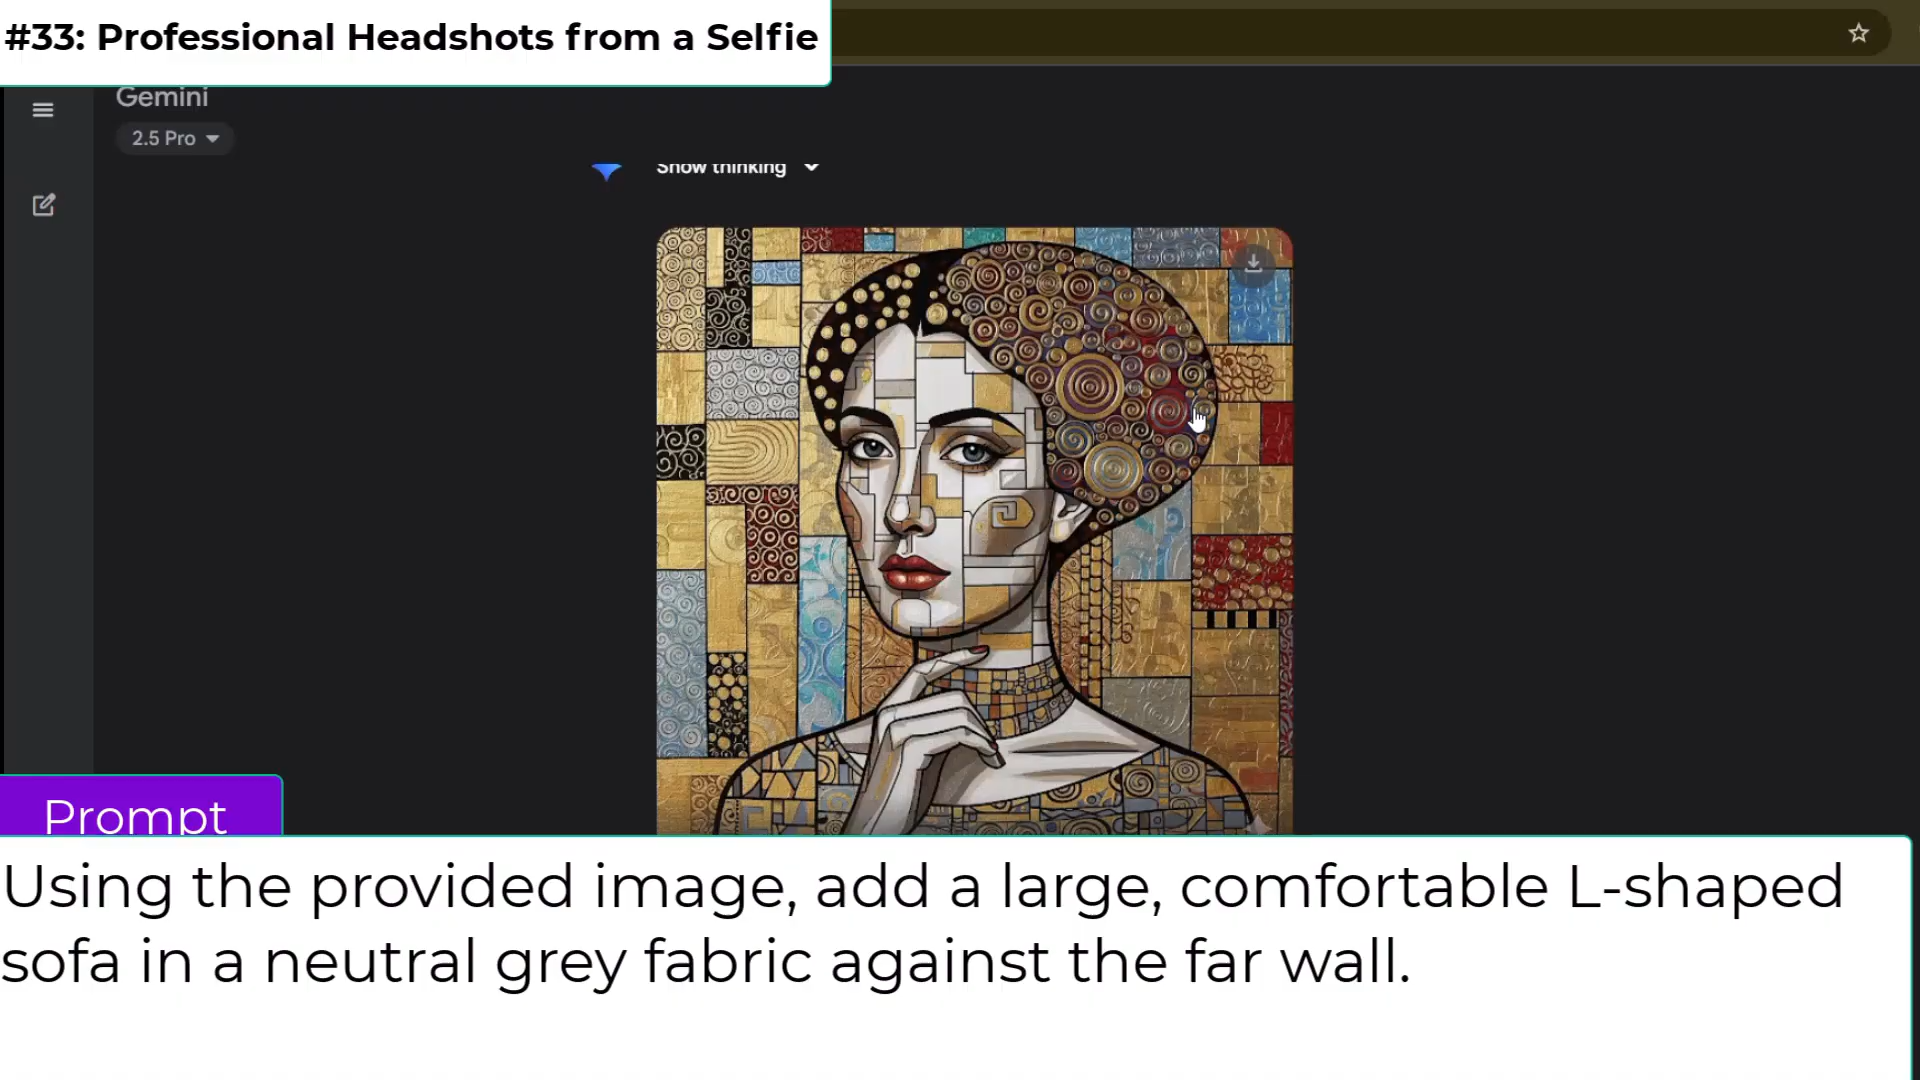 #33: Professional Headshots from a Selfie
Gemini
2.5 Pro
Show thinking
Prompt
Using the provided image, add a large, comfortable L-shaped
sofa in a neutral grey fabric against the far wall.